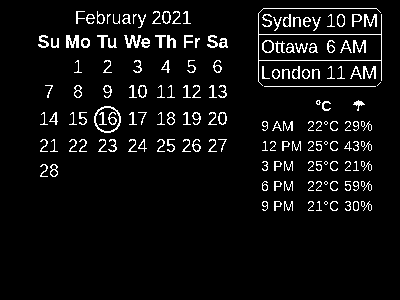 February 2021
Su Mo Tu We Th Fr Sa
1 2 3 4 5 6
7 8 9 10 11 12 13
14 15 16 17 18 19 20
21 22 23 24 25 26 27
28
Sydney 10 PM
Ottawa 6 AM
London 11 AM
°C ☂
9 AM 22°C 29%
12 PM 25°C 43%
3 PM 25°C 21%
6 PM 22°C 59%
9 PM 21°C 30%